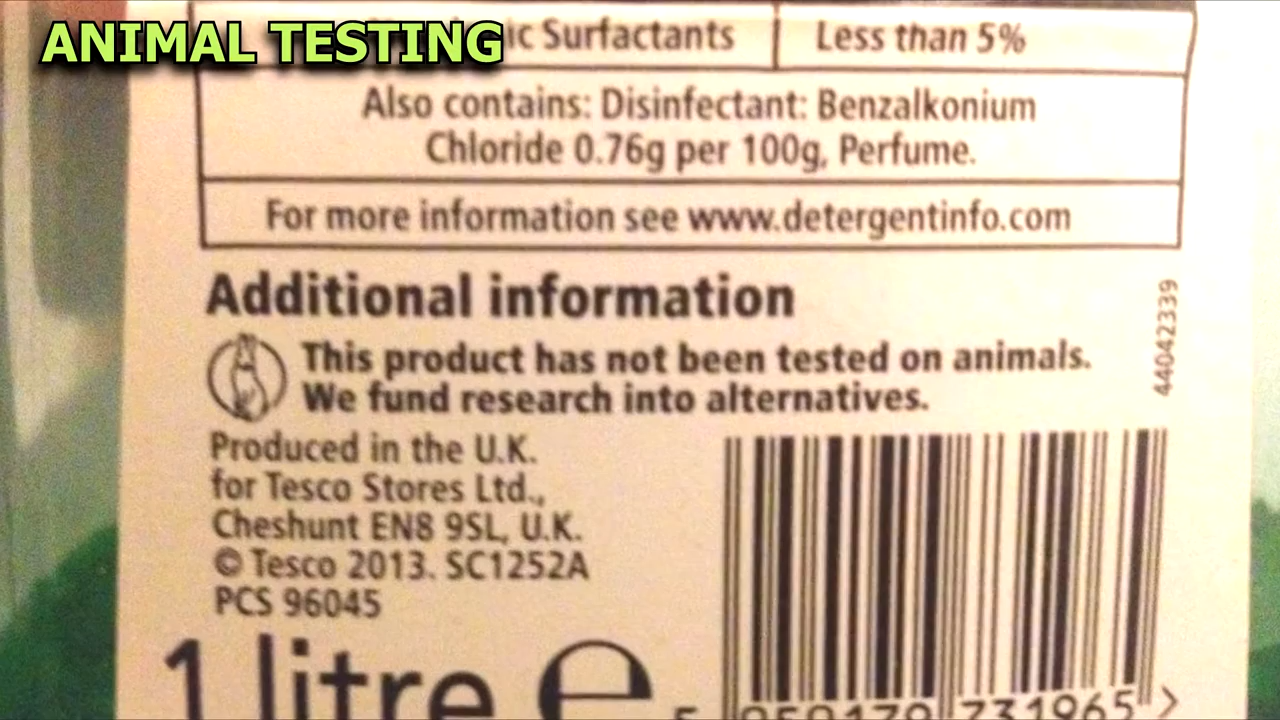 ANIMAL TESTING
Surfactants Less than 5%
Also contains: Disinfectant: Benzalkonium
Chloride 0.76g per 100g, Perfume.
For more information see www.detergentinfo.com
Additional information
44042339
This product has not been tested on animals.
We fund research into alternatives.
Produced in the U.K.
for Tesco Stores Ltd.,
Cheshunt EN8 9SL, U.K.
© Tesco 2013. SC1252A
PCS 96045
1 litre e
731965 >